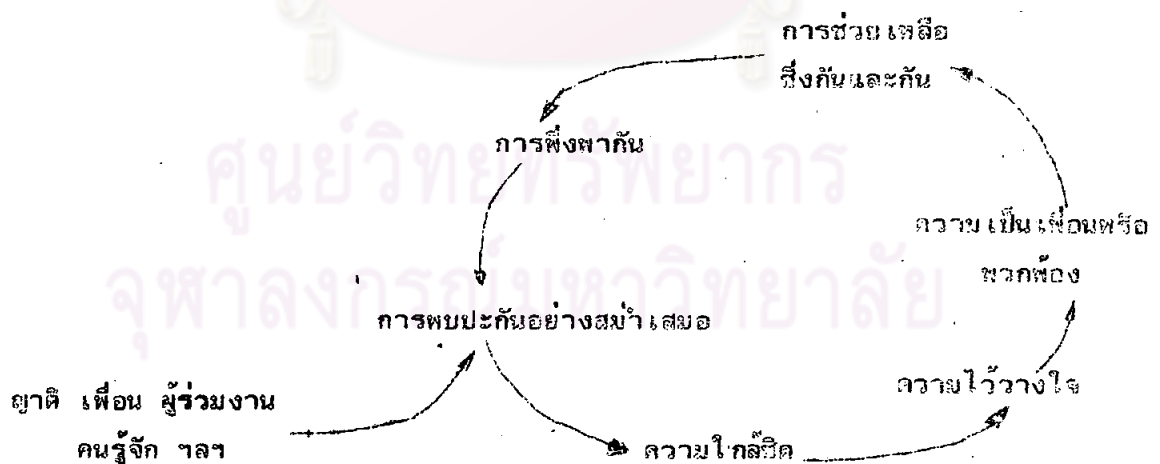 การช่วยเหลือ
ซึ่งกันและกัน
การพึ่งพากัน
ความเป็นเพื่อนหรือ
พวกพ้อง
การพบปะกันอย่างสม่ำเสมอ
ความไว้วางใจ
ญาติ เพื่อน ผู้ร่วมงาน
คนรู้จัก ฯลฯ
ความใกล้ชิด
ศูนย์วิทยทรัพยากร
จุฬาลงกรณ์มหาวิทยาลัย